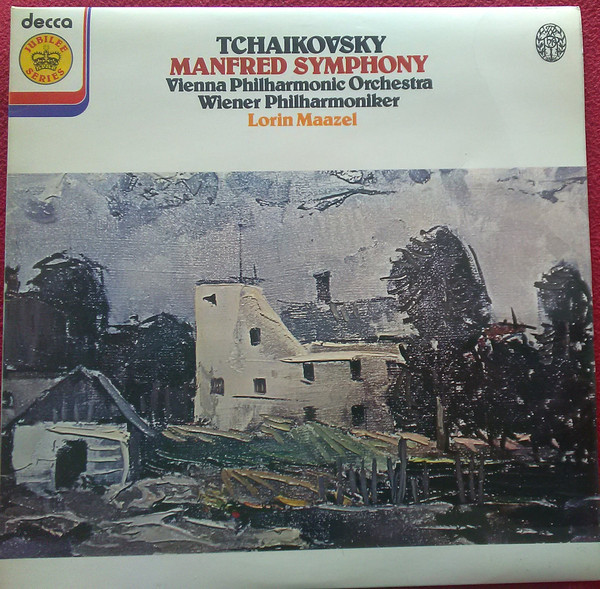 decca
JUBILEE
SERIES
TCHAIKOVSKY
MANFRED SYMPHONY
Vienna Philharmonic Orchestra
Wiener Philharmoniker
Lorin Maazel